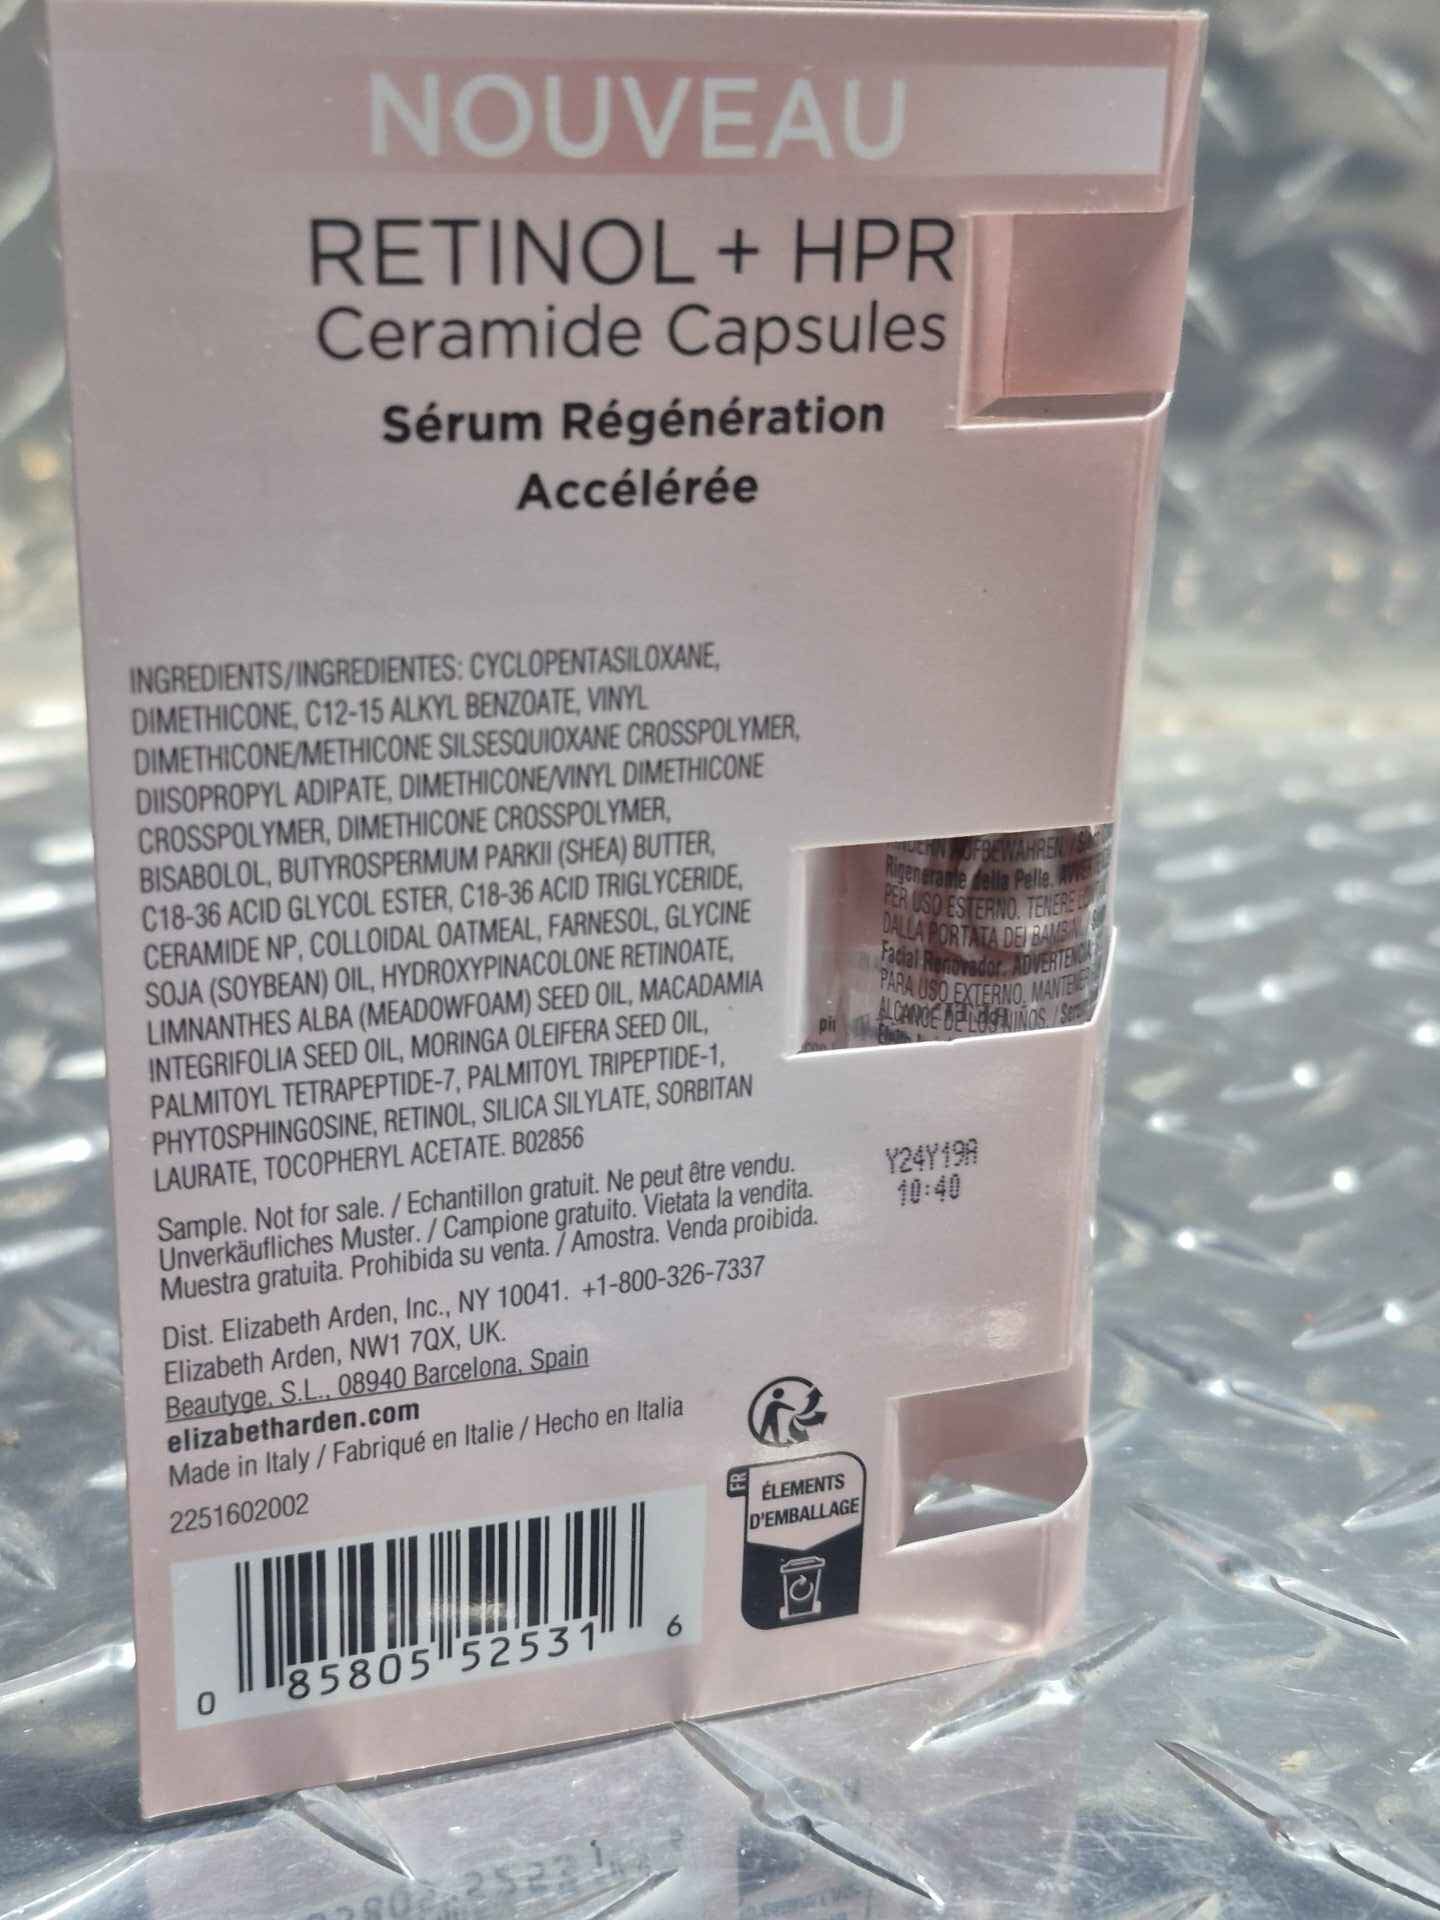 NOUVEAU
RETINOL + HPR
Ceramide Capsules
Sérum Régénération
Accélérée
INGREDIENTS/INGREDIENTES: CYCLOPENTASILOXANE,
DIMETHICONE, C12-15 ALKYL BENZOATE, VINYL
DIMETHICONE/METHICONE SILSESQUIOXANE CROSSPOLYMER,
DIISOPROPYL ADIPATE, DIMETHICONE/VINYL DIMETHICONE
CROSSPOLYMER, DIMETHICONE CROSSPOLYMER,
BISABOLOL, BUTYROSPERMUM PARKII (SHEA) BUTTER,
C18-36 ACID GLYCOL ESTER, C18-36 ACID TRIGLYCERIDE,
CERAMIDE NP, COLLOIDAL OATMEAL, FARNESOL, GLYCINE
SOJA (SOYBEAN) OIL, HYDROXYPINACOLONE RETINOATE,
LIMNANTHES ALBA (MEADOWFOAM) SEED OIL, MACADAMIA
INTEGRIFOLIA SEED OIL, MORINGA OLEIFERA SEED OIL,
PALMITOYL TETRAPEPTIDE-7, PALMITOYL TRIPEPTIDE-1,
PHYTOSPHINGOSINE, RETINOL, SILICA SILYLATE, SORBITAN
LAURATE, TOCOPHERYL ACETATE. B02856
Sample. Not for sale. / Echantillon gratuit. Ne peut être vendu.
Unverkäufliches Muster. / Campione gratuito. Vietata la vendita.
Muestra gratuita. Prohibida su venta. / Amostra. Venda proibida.
Dist. Elizabeth Arden, Inc., NY 10041. +1-800-326-7337
Elizabeth Arden, NW1 7QX, UK.
Beautyge, S.L., 08940 Barcelona, Spain
elizabetharden.com
Made in Italy / Fabriqué en Italie / Hecho en Italia
2251602002
0 85805 52531 6
Rigenerante della Pelle.
PER USO ESTERNO. TENERE
DALLA PORTATA DEI
Facial Renovador. ADVERTENCIA
PARA USO EXTERNO. MANTENER
ALCANCE DE LOS NIÑOS. /
Y24Y19A
10:40
FR
ÉLEMENTS
D'EMBALLAGE